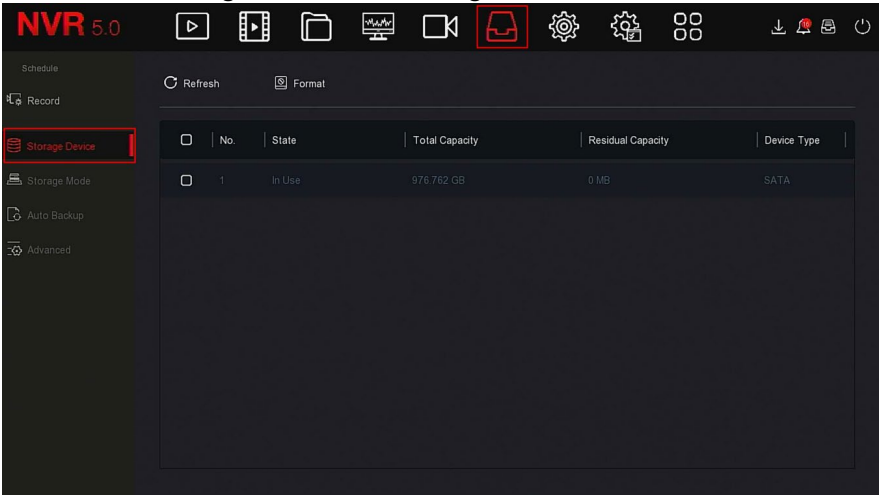 NVR 5.0
16
Schedule
Record
Storage Device
Storage Mode
Auto Backup
Advanced
Refresh Format
No. State Total Capacity Residual Capacity Device Type
1 In Use 976.762 GB 0 MB SATA